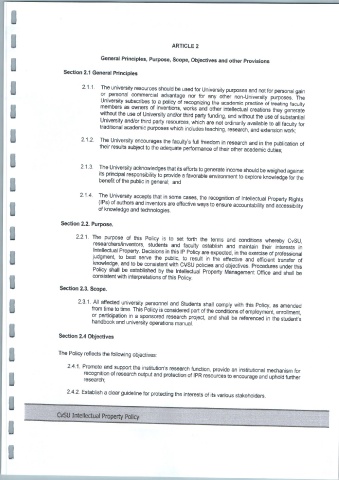 ARTICLE 2
General Principles, Purpose, Scope, Objectives and other Provisions
Section 2.1 General Principles
2.1.1. The university resources should be used for University purposes and not for personal gain
or personal commercial advantage nor for any other non-University purposes. The
University subscribes to a policy of recognizing the academic practice of treating faculty
members as owners of inventions, works and other intellectual creations they generate
without the use of University and/or third party funding, and without the use of substantial
University and/or third party resources, which are not ordinarily available to all faculty for
traditional academic purposes which includes teaching, research, and extension work;
2.1.2. The University encourages the faculty's full freedom in research and in the publication of
their results subject to the adequate performance of their other academic duties;
2.1.3. The University acknowledges that its efforts to generate income should be weighed against
its principal responsibility to provide a favorable environment to explore knowledge for the
benefit of the public in general; and
2.1.4. The University accepts that in some cases, the recognition of Intellectual Property Rights
(IPs) of authors and inventors are effective ways to ensure accountability and accessibility
of knowledge and technologies.
Section 2.2. Purpose.
2.2.1. The purpose of this Policy is to set forth the terms and conditions whereby CvSU,
researchers/inventors, students and faculty establish and maintain their interests in
Intellectual Property. Decisions in this IP Policy are expected, in the exercise of professional
judgment, to best serve the public, to result in the effective and efficient transfer of
knowledge, and to be consistent with CvSU policies and objectives. Procedures under this
Policy shall be established by the Intellectual Property Management Office and shall be
consistent with interpretations of this Policy.
Section 2.3. Scope.
2.3.1. All affected university personnel and Students shall comply with this Policy, as amended
from time to time. This Policy is considered part of the conditions of employment, enrollment,
or participation in a sponsored research project, and shall be referenced in the student's
handbook and university operations manual.
Section 2.4 Objectives
The Policy reflects the following objectives:
2.4.1. Promote and support the institution's research function, provide an institutional mechanism for
recognition of research output and protection of IPR resources to encourage and uphold further
research;
2.4.2. Establish a clear guideline for protecting the interests of its various stakeholders.
CvSU Intellectual Property Policy